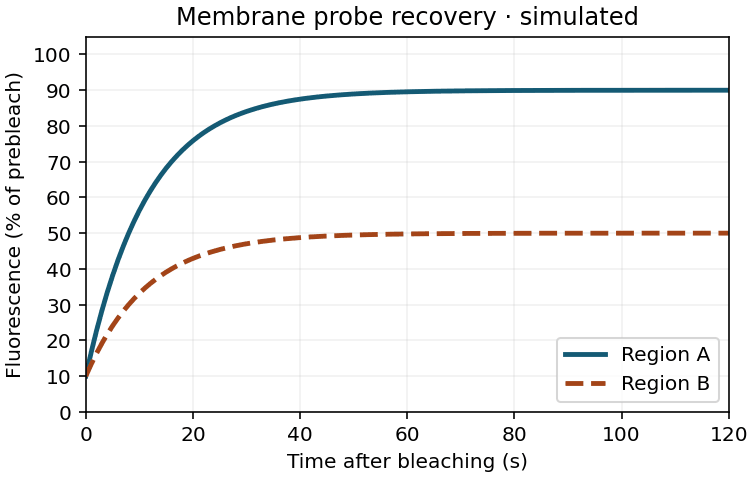 Membrane probe recovery · simulated
Fluorescence (% of prebleach)
100
90
80
70
60
50
40
30
20
10
0
Region A
Region B
0 20 40 60 80 100 120
Time after bleaching (s)